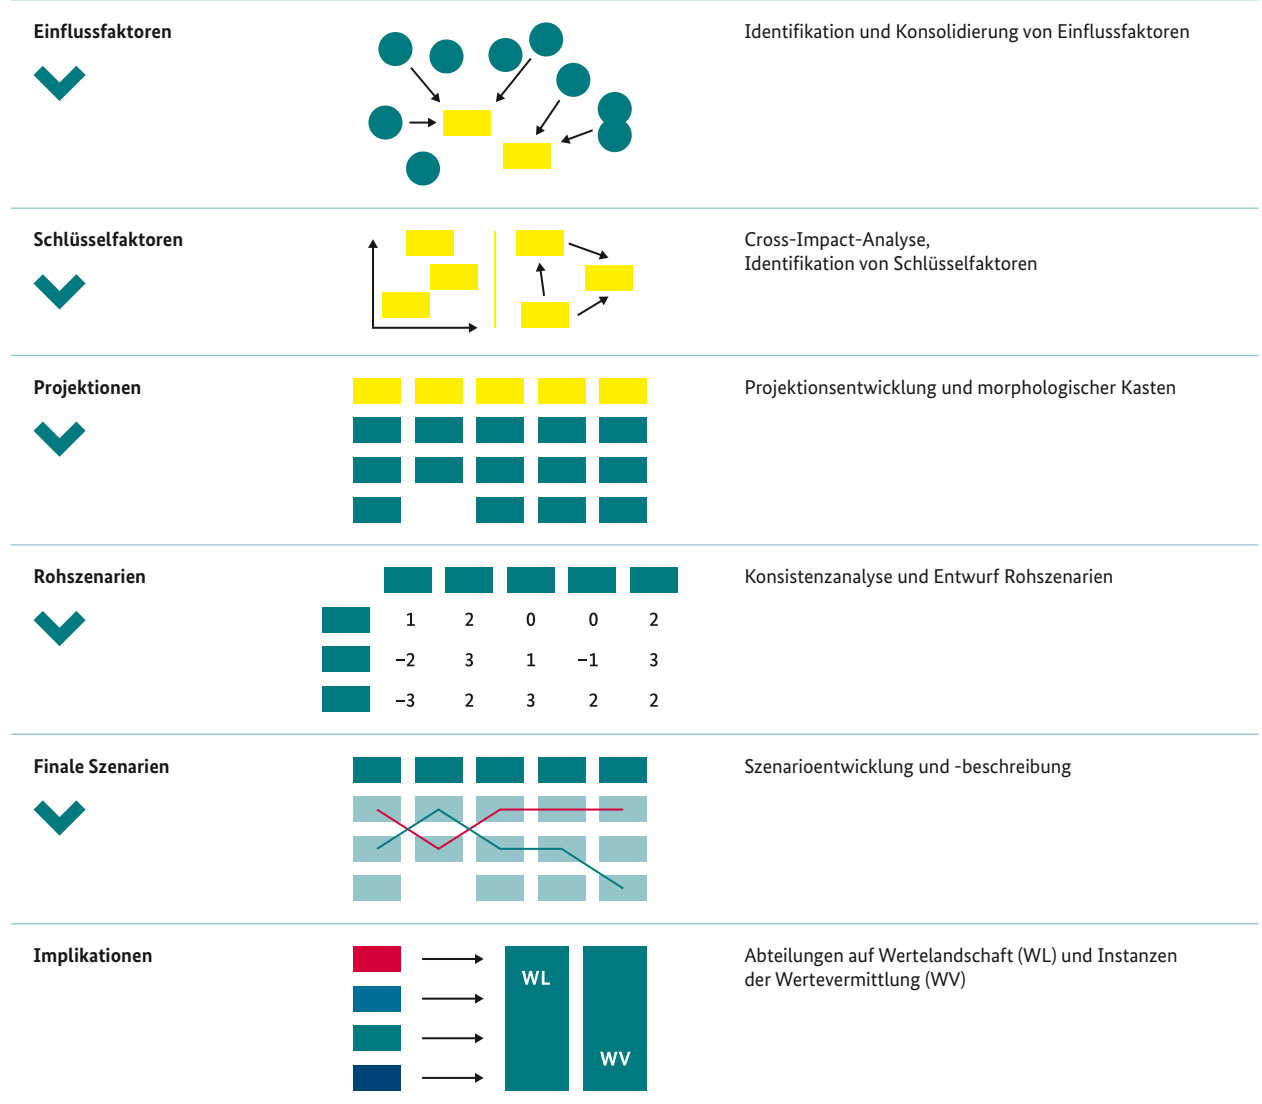 Einflussfaktoren
Identifikation und Konsolidierung von Einflussfaktoren
Schlüsselfaktoren
Cross-Impact-Analyse,
Identifikation von Schlüsselfaktoren
Projektionen
Projektionsentwicklung und morphologischer Kasten
Rohszenarien
1 2 0 0 2
–2 3 1 –1 3
–3 2 3 2 2
Konsistenzanalyse und Entwurf Rohszenarien
Finale Szenarien
Szenarioentwicklung und -beschreibung
Implikationen
WL
WV
Abteilungen auf Wertelandschaft (WL) und Instanzen
der Wertevermittlung (WV)